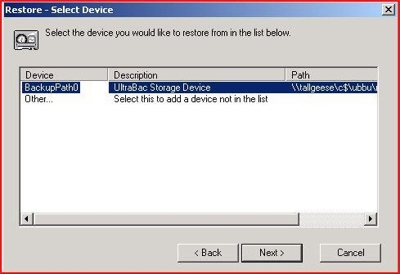 Restore - Select Device
Select the device you would like to restore from in the list below.
Device Description Path
BackupPath0 UltraBac Storage Device \\tallgeese\c$\ubbu\
Other... Select this to add a device not in the list
< Back Next > Cancel